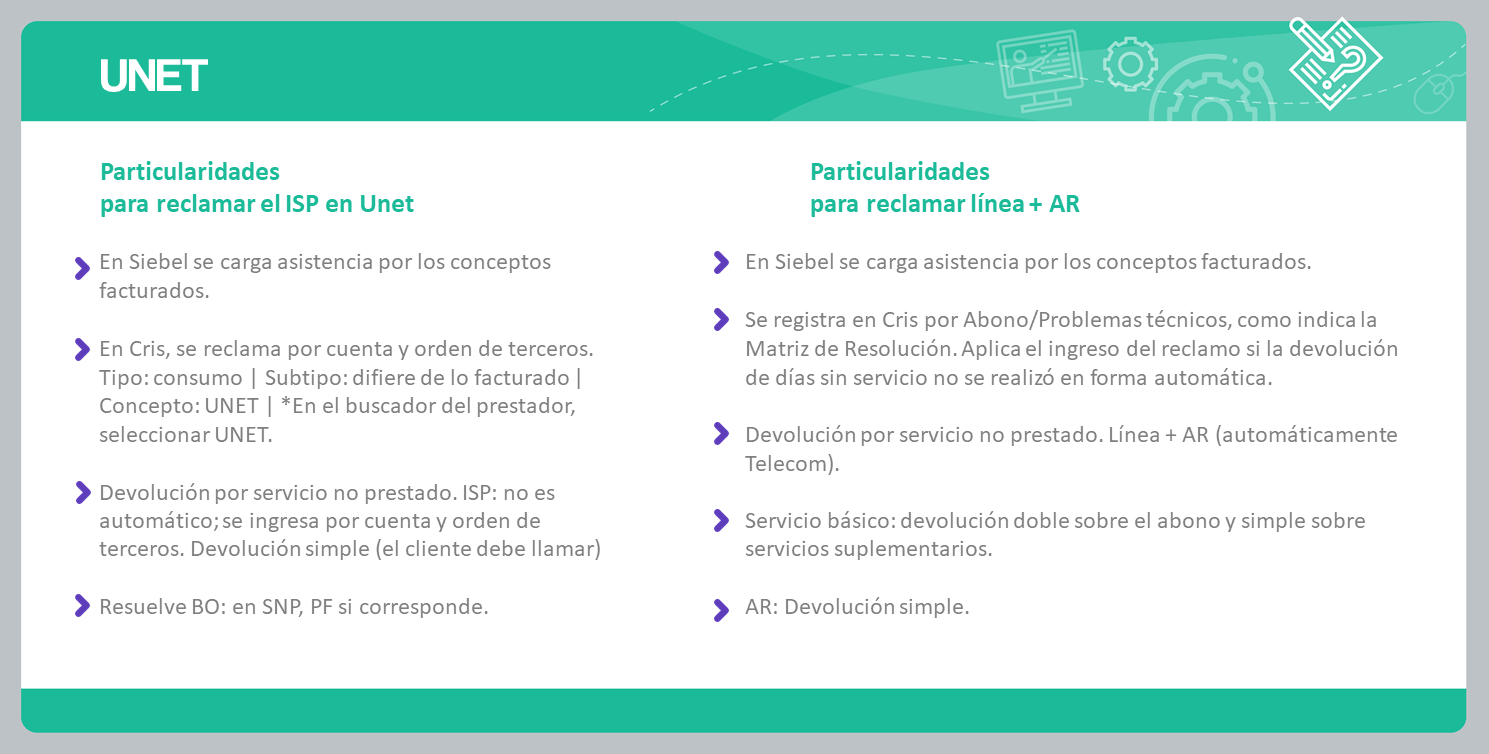 UNET
Particularidades
para reclamar el ISP en Unet
En Siebel se carga asistencia por los conceptos
facturados.
En Cris, se reclama por cuenta y orden de terceros.
Tipo: consumo | Subtipo: difiere de lo facturado |
Concepto: UNET | *En el buscador del prestador,
seleccionar UNET.
Devolución por servicio no prestado. ISP: no es
automático; se ingresa por cuenta y orden de
terceros. Devolución simple (el cliente debe llamar)
Resuelve BO: en SNP, PF si corresponde.
Particularidades
para reclamar línea + AR
En Siebel se carga asistencia por los conceptos facturados.
Se registra en Cris por Abono/Problemas técnicos, como indica la
Matriz de Resolución. Aplica el ingreso del reclamo si la devolución
de días sin servicio no se realizó en forma automática.
Devolución por servicio no prestado. Línea + AR (automáticamente
Telecom).
Servicio básico: devolución doble sobre el abono y simple sobre
servicios suplementarios.
AR: Devolución simple.